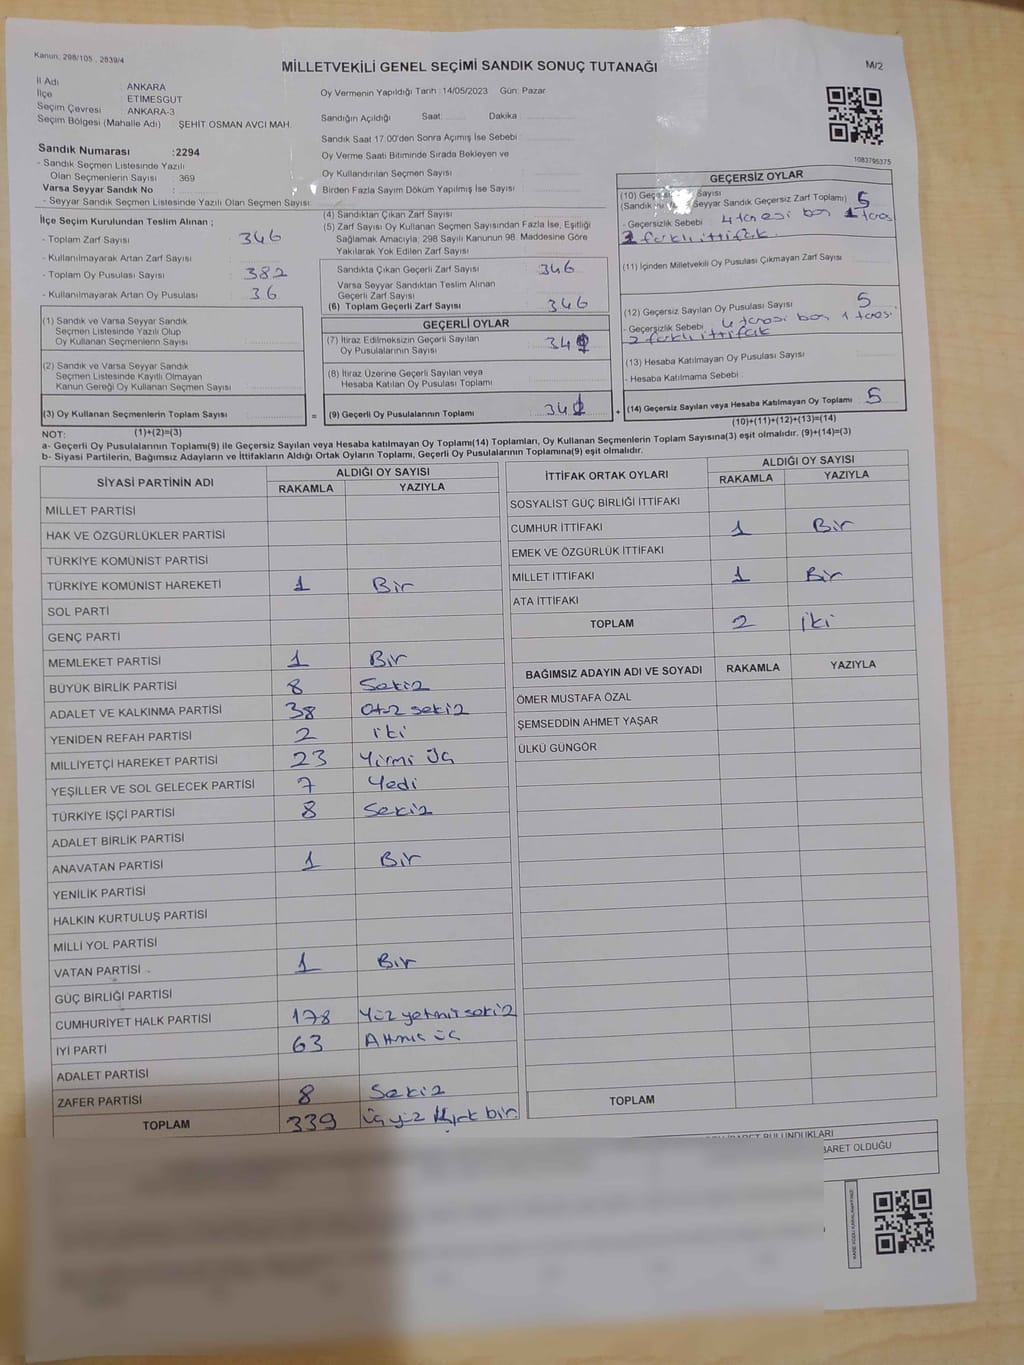 Kanun: 298/105 , 2839/4
MİLLETVEKİLİ GENEL SEÇİMİ SANDIK SONUÇ TUTANAĞI
M/2
İl Adı : ANKARA
İlçe : ETİMESGUT
Seçim Çevresi : ANKARA-3
Seçim Bölgesi (Mahalle Adı) : ŞEHİT OSMAN AVCI MAH.
Sandık Numarası :2294
- Sandık Seçmen Listesinde Yazılı
Olan Seçmenlerin Sayısı : 369
Varsa Seyyar Sandık No :
- Seyyar Sandık Seçmen Listesinde Yazılı Olan Seçmen Sayısı:
Oy Vermenin Yapıldığı Tarih :14/05/2023 Gün: Pazar
Sandığın Açıldığı Saat: Dakika :
Sandık Saat 17.00'den Sonra Açımış İse Sebebi :
Oy Verme Saati Bitiminde Sırada Bekleyen ve
Oy Kullandırılan Seçmen Sayısı :
Birden Fazla Sayım Döküm Yapılmış İse Sayısı :
1083795375
İlçe Seçim Kurulundan Teslim Alınan ;
- Toplam Zarf Sayısı : 346
- Kullanılmayarak Artan Zarf Sayısı :
- Toplam Oy Pusulası Sayısı : 382
- Kullanılmayarak Artan Oy Pusulası : 36
(1) Sandık ve Varsa Seyyar Sandık
Seçmen Listesinde Yazılı Olup
Oy Kullanan Seçmenlerin Sayısı :
(2) Sandık ve Varsa Seyyar Sandık
Seçmen Listesinde Kayıtlı Olmayan
Kanun Gereği Oy Kullanan Seçmen Sayısı :
(3) Oy Kullanan Seçmenlerin Toplam Sayısı :
(1)+(2)=(3)
(4) Sandıktan Çıkan Zarf Sayısı :
(5) Zarf Sayısı Oy Kullanan Seçmen Sayısından Fazla İse, Eşitliği
Sağlamak Amacıyla; 298 Sayılı Kanunun 98. Maddesine Göre
Yakılarak Yok Edilen Zarf Sayısı :
Sandıkta Çıkan Geçerli Zarf Sayısı : 346
Varsa Seyyar Sandıktan Teslim Alınan
Geçerli Zarf Sayısı :
(6) Toplam Geçerli Zarf Sayısı : 346
GEÇERLİ OYLAR
(7) İtiraz Edilmeksizin Geçerli Sayılan
Oy Pusulalarının Sayısı : 341
(8) İtiraz Üzerine Geçerli Sayılan veya
Hesaba Katılan Oy Pusulası Toplamı :
= (9) Geçerli Oy Pusulalarının Toplamı : 341 +
GEÇERSİZ OYLAR
Sayısı
Seyyar Sandık Geçersiz Zarf Toplamı) : 5
- Geçersizlik Sebebi : 4 tanesi boş 1 tanesi
2 farklı ittifak.
(11) İçinden Milletvekili Oy Pusulası Çıkmayan Zarf Sayısı :
(12) Geçersiz Sayılan Oy Pusulası Sayısı : 5
- Geçersizlik Sebebi : 4 tanesi boş 1 tanesi
2 farklı ittifak
(13) Hesaba Katılmayan Oy Pusulası Sayısı :
- Hesaba Katılmama Sebebi :
(14) Geçersiz Sayılan veya Hesaba Katılmayan Oy Toplamı : 5
(10)+(11)+(12)+(13)=(14)
NOT:
a- Geçerli Oy Pusulalarının Toplamı(9) ile Geçersiz Sayılan veya Hesaba katılmayan Oy Toplamı(14) Toplamları, Oy Kullanan Seçmenlerin Toplam Sayısına(3) eşit olmalıdır. (9)+(14)=(3)
b- Siyasi Partilerin, Bağımsız Adayların ve İttifakların Aldığı Ortak Oyların Toplamı, Geçerli Oy Pusulalarının Toplamına(9) eşit olmalıdır.
SİYASİ PARTİNİN ADI ALDIĞI OY SAYISI
RAKAMLA YAZIYLA
MİLLET PARTİSİ
HAK VE ÖZGÜRLÜKLER PARTİSİ
TÜRKİYE KOMÜNİST PARTİSİ
TÜRKİYE KOMÜNİST HAREKETİ 1 Bir
SOL PARTİ
GENÇ PARTİ
MEMLEKET PARTİSİ 1 Bir
BÜYÜK BİRLİK PARTİSİ 8 Sekiz
ADALET VE KALKINMA PARTİSİ 38 Otuz sekiz
YENİDEN REFAH PARTİSİ 2 iki
MİLLİYETÇİ HAREKET PARTİSİ 23 Yirmi Üç
YEŞİLLER VE SOL GELECEK PARTİSİ 7 Yedi
TÜRKİYE İŞÇİ PARTİSİ 8 Sekiz
ADALET BİRLİK PARTİSİ
ANAVATAN PARTİSİ 1 Bir
YENİLİK PARTİSİ
HALKIN KURTULUŞ PARTİSİ
MİLLİ YOL PARTİSİ
VATAN PARTİSİ 1 Bir
GÜÇ BİRLİĞİ PARTİSİ
CUMHURİYET HALK PARTİSİ 178 Yüz yetmiş sekiz
İYİ PARTİ 63 Altmış üç
ADALET PARTİSİ
ZAFER PARTİSİ 8 Sekiz
TOPLAM 339 Üç yüz kırk bir
İTTİFAK ORTAK OYLARI ALDIĞI OY SAYISI
RAKAMLA YAZIYLA
SOSYALİST GÜÇ BİRLİĞİ İTTİFAKI
CUMHUR İTTİFAKI 1 Bir
EMEK VE ÖZGÜRLÜK İTTİFAKI
MİLLET İTTİFAKI 1 Bir
ATA İTTİFAKI
TOPLAM 2 iki
BAĞIMSIZ ADAYIN ADI VE SOYADI RAKAMLA YAZIYLA
ÖMER MUSTAFA ÖZAL
ŞEMSEDDİN AHMET YAŞAR
ÜLKÜ GÜNGÖR
TOPLAM
BULUNDUKLARI
BARET OLDUĞU
KARE KODU KARALAMAYINIZ!